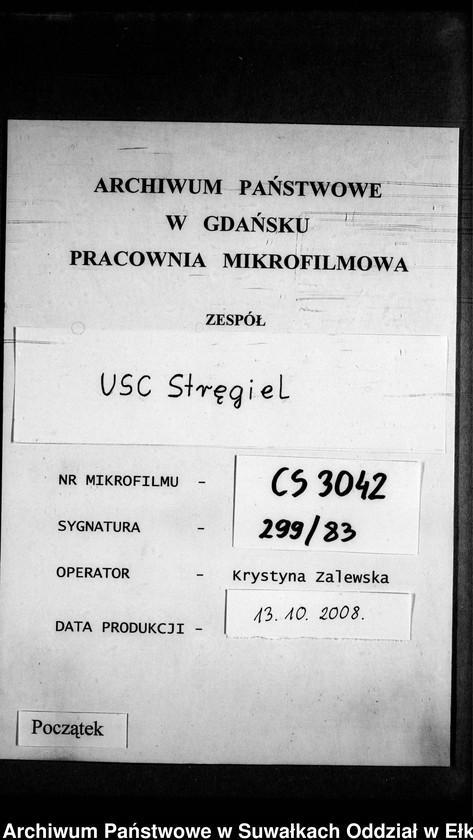 ARCHIWUM PAŃSTWOWE
W GDAŃSKU
PRACOWNIA MIKROFILMOWA
ZESPÓŁ
USC Stręgiel
NR MIKROFILMU - CS 3042
SYGNATURA - 299/83
OPERATOR - Krystyna Zalewska
DATA PRODUKCJI - 13.10.2008.
Początek
Archiwum Państwowe w Suwałkach Oddział w Ełk